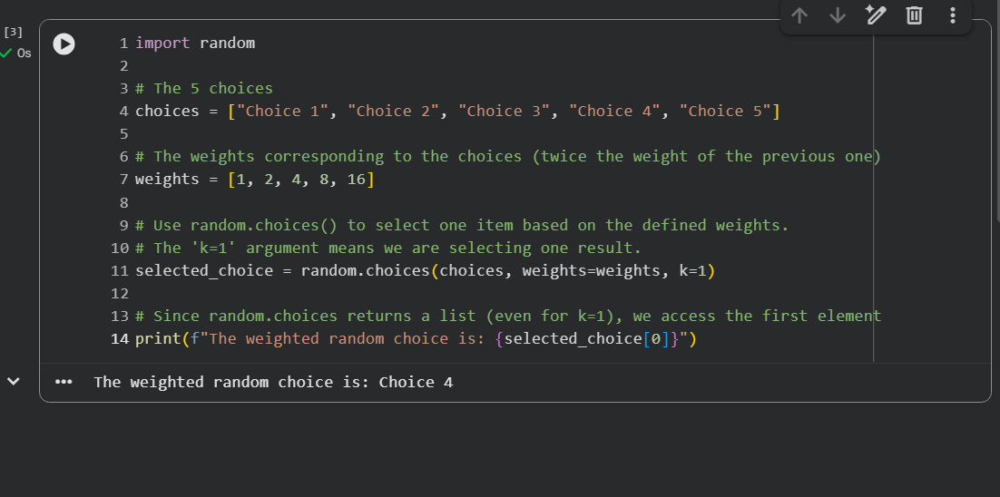 [3]
0s
1 import random
2
3 # The 5 choices
4 choices = ["Choice 1", "Choice 2", "Choice 3", "Choice 4", "Choice 5"]
5
6 # The weights corresponding to the choices (twice the weight of the previous one)
7 weights = [1, 2, 4, 8, 16]
8
9 # Use random.choices() to select one item based on the defined weights.
10 # The 'k=1' argument means we are selecting one result.
11 selected_choice = random.choices(choices, weights=weights, k=1)
12
13 # Since random.choices returns a list (even for k=1), we access the first element
14 print(f"The weighted random choice is: {selected_choice[0]}")
The weighted random choice is: Choice 4